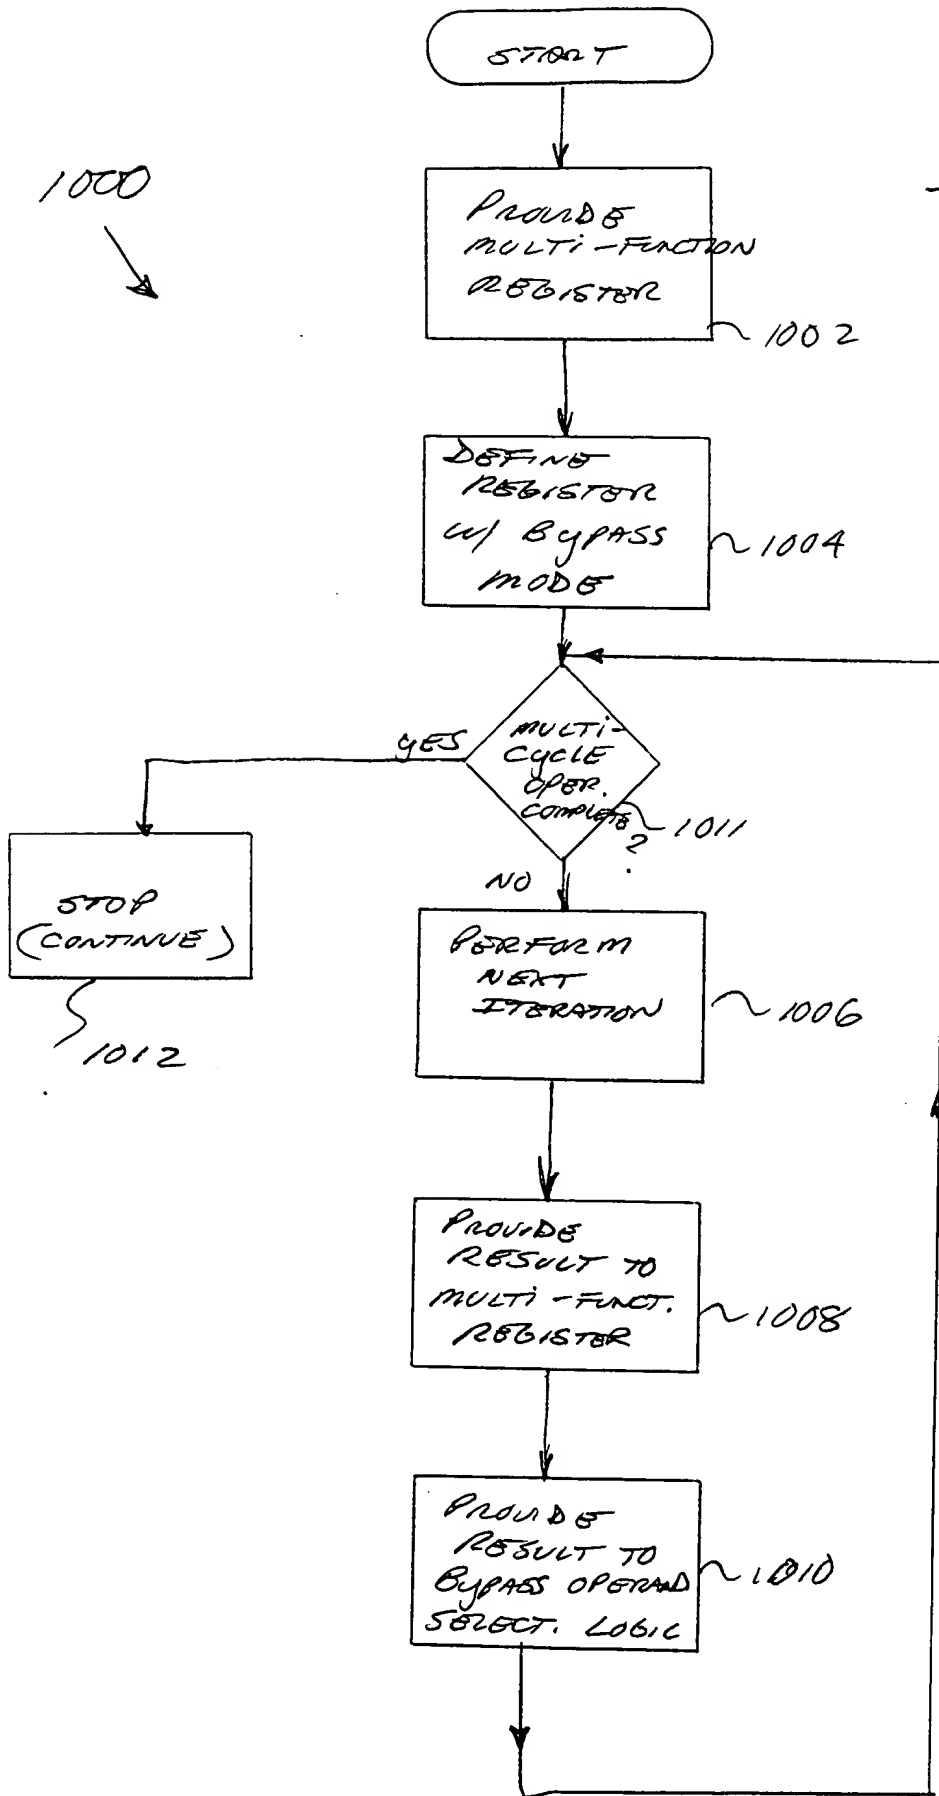 START
1000
PROVIDE
MULTI-FUNCTION
REGISTER
1002
DEFINE
REGISTER
W/ BYPASS
MODE
1004
MULTI-
CYCLE
OPER.
COMPLETE
?
1011
YES
NO
STOP
(CONTINUE)
1012
PERFORM
NEXT
ITERATION
1006
PROVIDE
RESULT TO
MULTI-FUNCT.
REGISTER
1008
PROVIDE
RESULT TO
BYPASS OPERAND
SELECT. LOGIC
1010